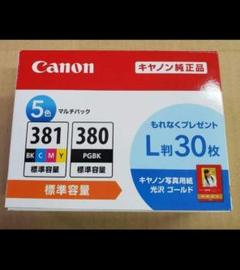 Canon
キヤノン純正品
5色
マルチパック
381
380
BK C M Y
PGBK
標準容量
標準容量
標準容量
もれなくプレゼント
L判30枚
キヤノン写真用紙
光沢 ゴールド